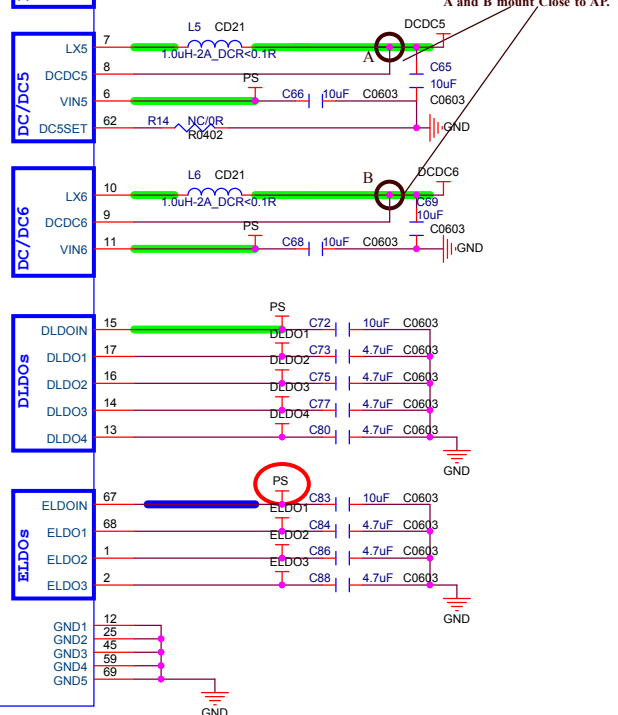 A and B mount Close to AP.
DC/DC5
LX5 7 L5 CD21 DCDC5
1.0uH-2A_DCR<0.1R
A
DCDC5 8 C65
10uF
C0603
VIN5 6 PS C66 10uF C0603
DC5SET 62 R14 NC/0R
R0402
GND
DC/DC6
LX6 10 L6 CD21 DCDC6
1.0uH-2A_DCR<0.1R
B
DCDC6 9 C69
10uF
C0603
VIN6 11 PS C68 10uF C0603
GND
DLDOs
DLDOIN 15 PS C72 10uF C0603
DLDO1 17 DLDO1 C73 4.7uF C0603
DLDO2 16 DLDO2 C75 4.7uF C0603
DLDO3 14 DLDO3 C77 4.7uF C0603
DLDO4 13 DLDO4 C80 4.7uF C0603
GND
ELDOs
ELDOIN 67 PS C83 10uF C0603
ELDO1 68 ELDO1 C84 4.7uF C0603
ELDO2 1 ELDO2 C86 4.7uF C0603
ELDO3 2 ELDO3 C88 4.7uF C0603
GND
GND1 12
GND2 25
GND3 45
GND4 59
GND5 69
GND